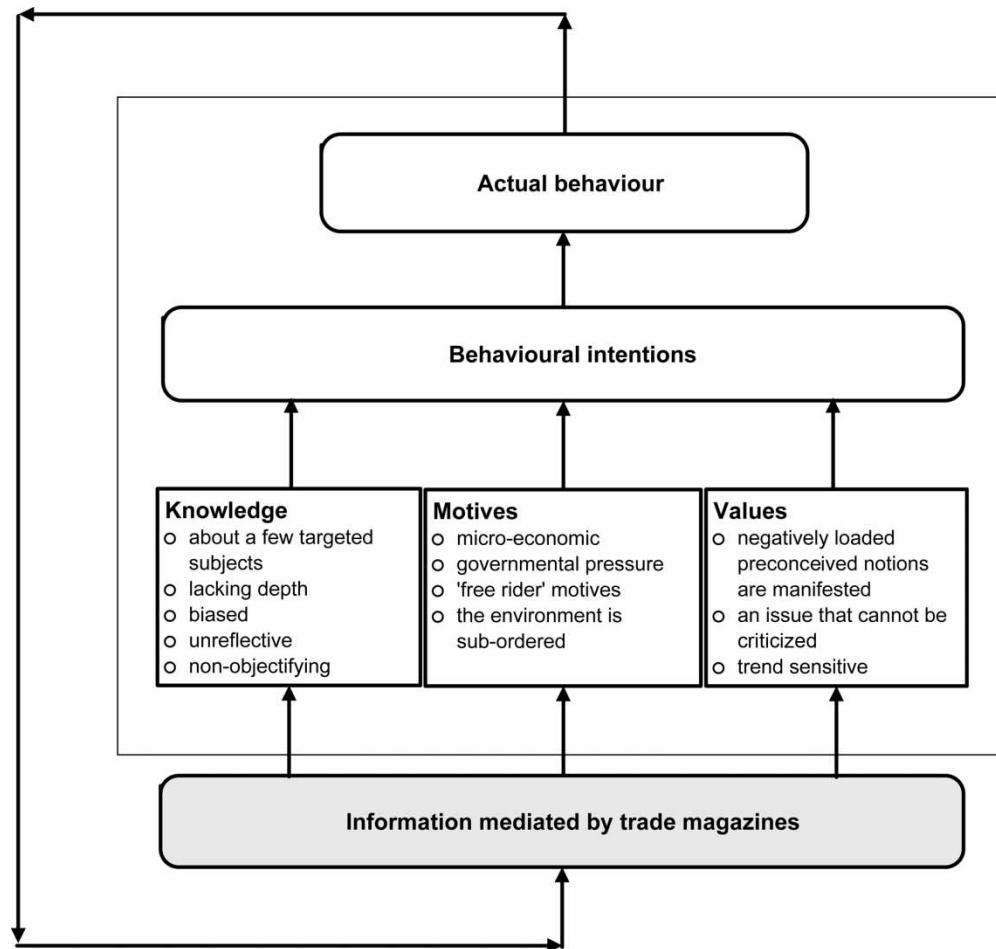 Actual behaviour
Behavioural intentions
Knowledge
about a few targeted
subjects
lacking depth
biased
unreflective
non-objectifying
Motives
micro-economic
governmental pressure
'free rider' motives
the environment is
sub-ordered
Values
negatively loaded
preconceived notions
are manifested
an issue that cannot be
criticized
trend sensitive
Information mediated by trade magazines